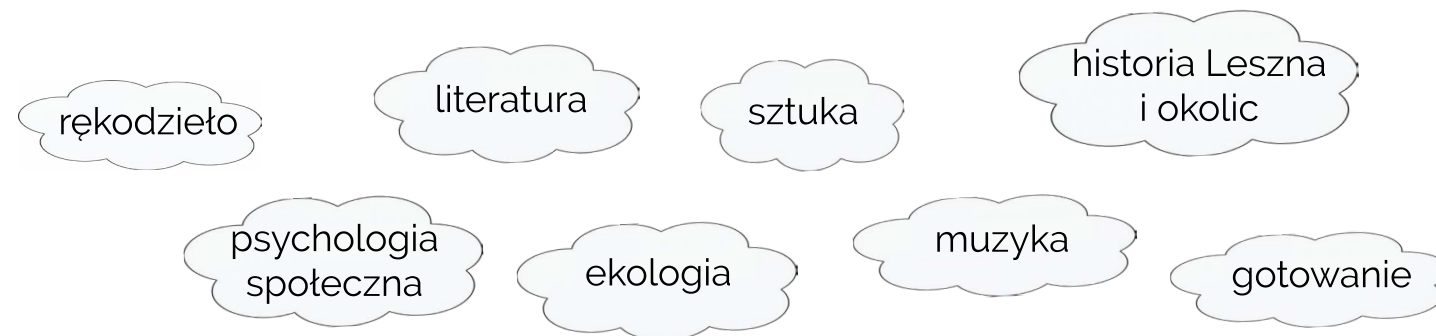 rękodzieło
literatura
sztuka
historia Leszna
i okolic
psychologia
społeczna
ekologia
muzyka
gotowanie